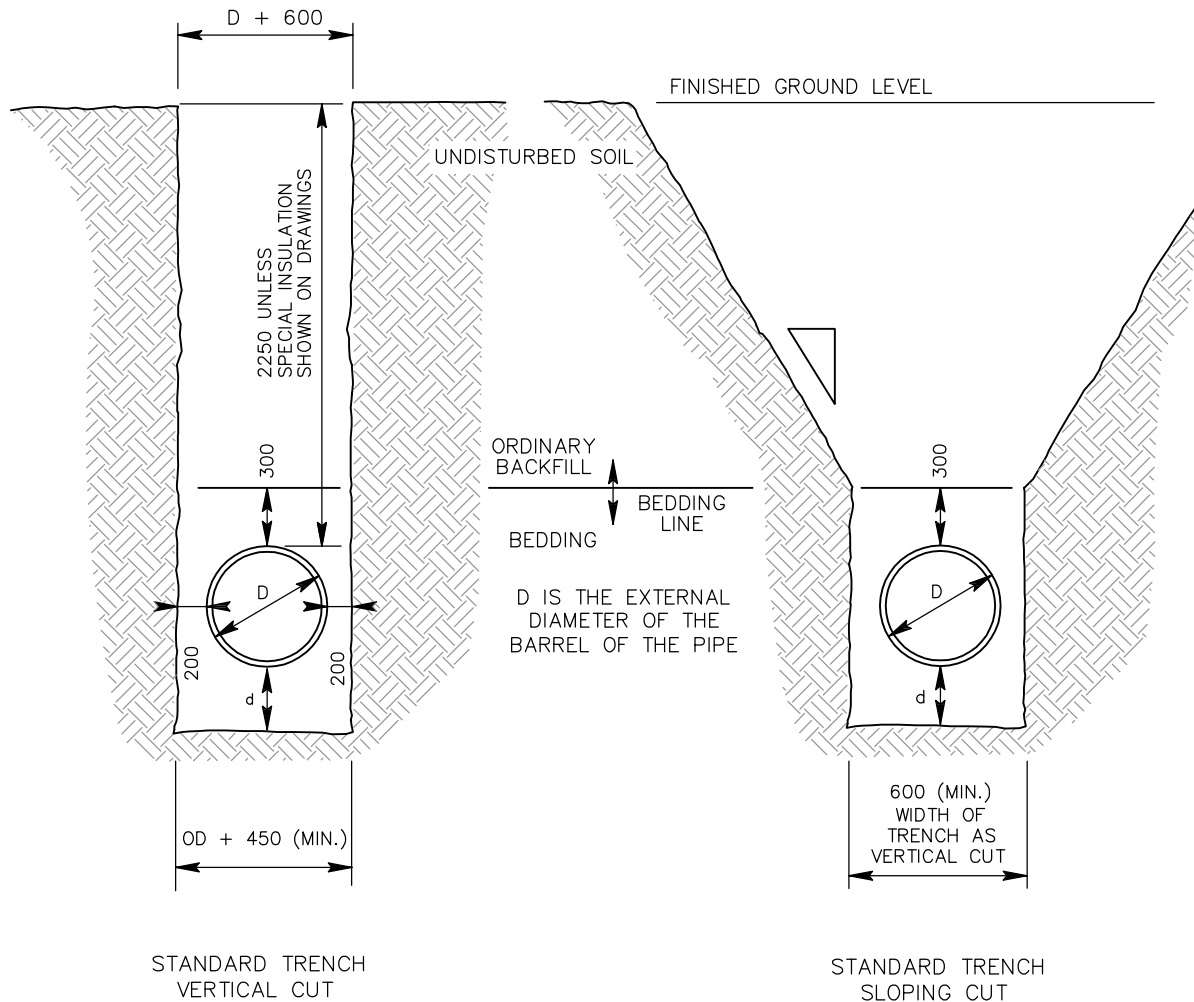 D + 600
FINISHED GROUND LEVEL
UNDISTURBED SOIL
2250 UNLESS
SPECIAL INSULATION
SHOWN ON DRAWINGS
300
ORDINARY
BACKFILL
BEDDING
LINE
BEDDING
300
D
D
D IS THE EXTERNAL
DIAMETER OF THE
BARREL OF THE PIPE
200
200
d
d
OD + 450 (MIN.)
600 (MIN.)
WIDTH OF
TRENCH AS
VERTICAL CUT
STANDARD TRENCH
VERTICAL CUT
STANDARD TRENCH
SLOPING CUT